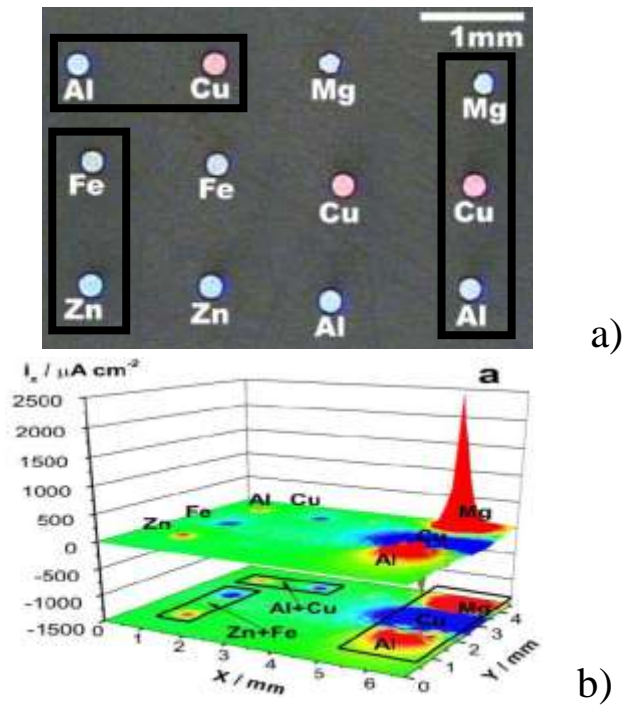 1mm
Al Cu Mg Mg
Fe Fe Cu Cu
Zn Zn Al Al
a)
i_z / μA cm⁻² a
2500
2000
1500
1000
500
0
-500
-1000
-1500
Zn Fe Al Cu Mg
Cu
Al
Al+Cu Mg
Cu
Zn+Fe Al
0 1 2 3 4 5 6
X / mm
0 1 2 3 4
Y / mm
b)